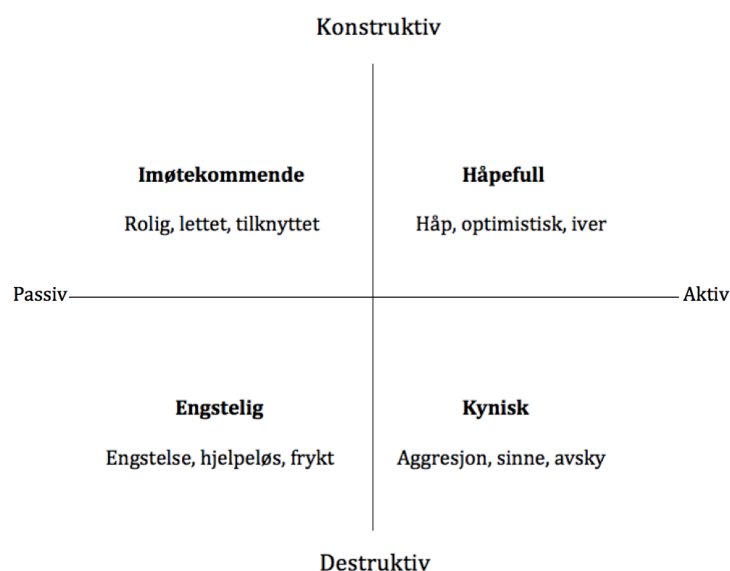 Konstruktiv
Imøtekommende
Rolig, lettet, tilknyttet
Håpefull
Håp, optimistisk, iver
Passiv
Aktiv
Engstelig
Engstelse, hjelpeløs, frykt
Kynisk
Aggresjon, sinne, avsky
Destruktiv